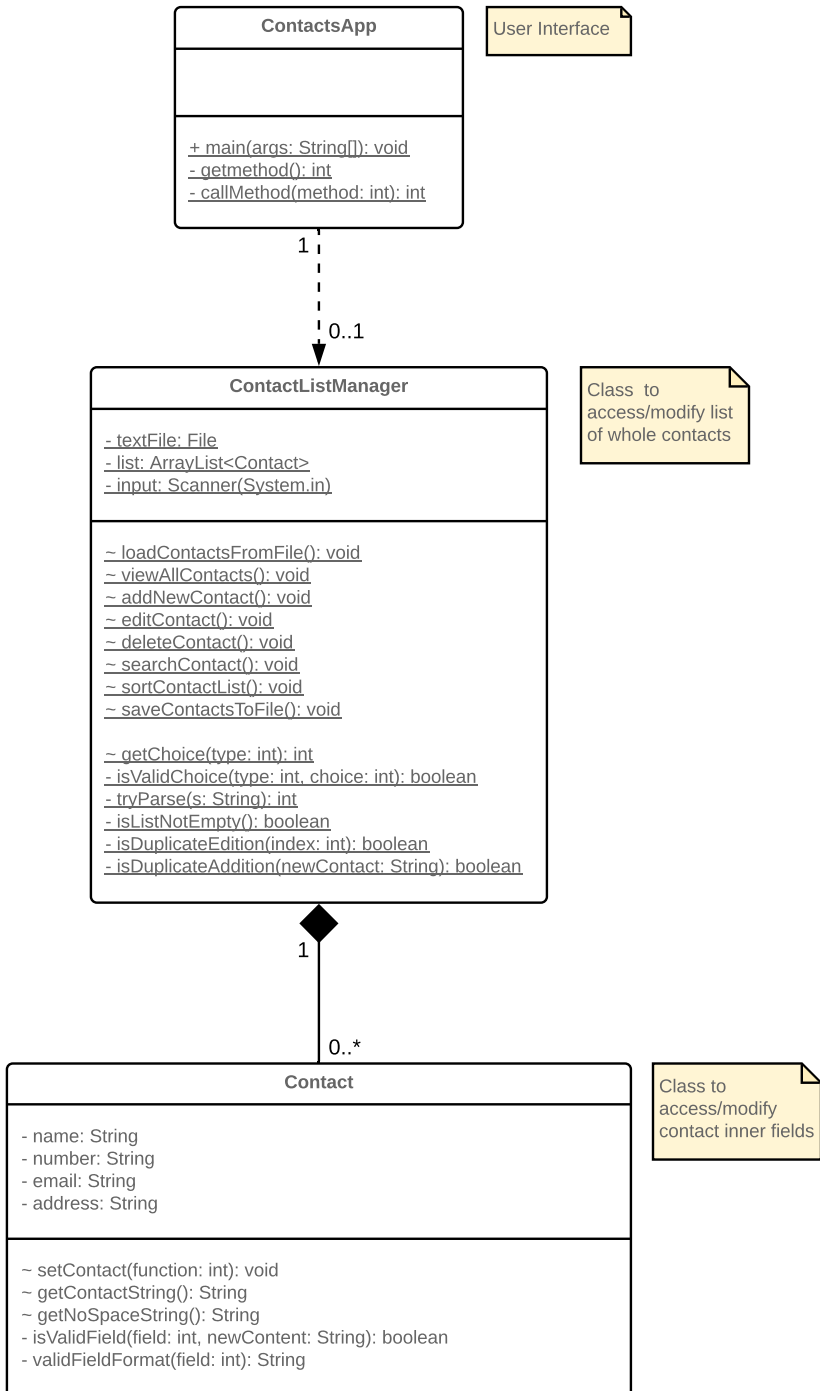 ContactsApp
User Interface
+ main(args: String[]): void
- getmethod(): int
- callMethod(method: int): int
1
0..1
ContactListManager
Class to
access/modify list
of whole contacts
- textFile: File
- list: ArrayList<Contact>
- input: Scanner(System.in)
~ loadContactsFromFile(): void
~ viewAllContacts(): void
~ addNewContact(): void
~ editContact(): void
~ deleteContact(): void
~ searchContact(): void
~ sortContactList(): void
~ saveContactsToFile(): void
~ getChoice(type: int): int
- isValidChoice(type: int, choice: int): boolean
- tryParse(s: String): int
- isListNotEmpty(): boolean
- isDuplicateEdition(index: int): boolean
- isDuplicateAddition(newContact: String): boolean
1
0..*
Contact
Class to
access/modify
contact inner fields
- name: String
- number: String
- email: String
- address: String
~ setContact(function: int): void
~ getContactString(): String
~ getNoSpaceString(): String
- isValidField(field: int, newContent: String): boolean
- validFieldFormat(field: int): String